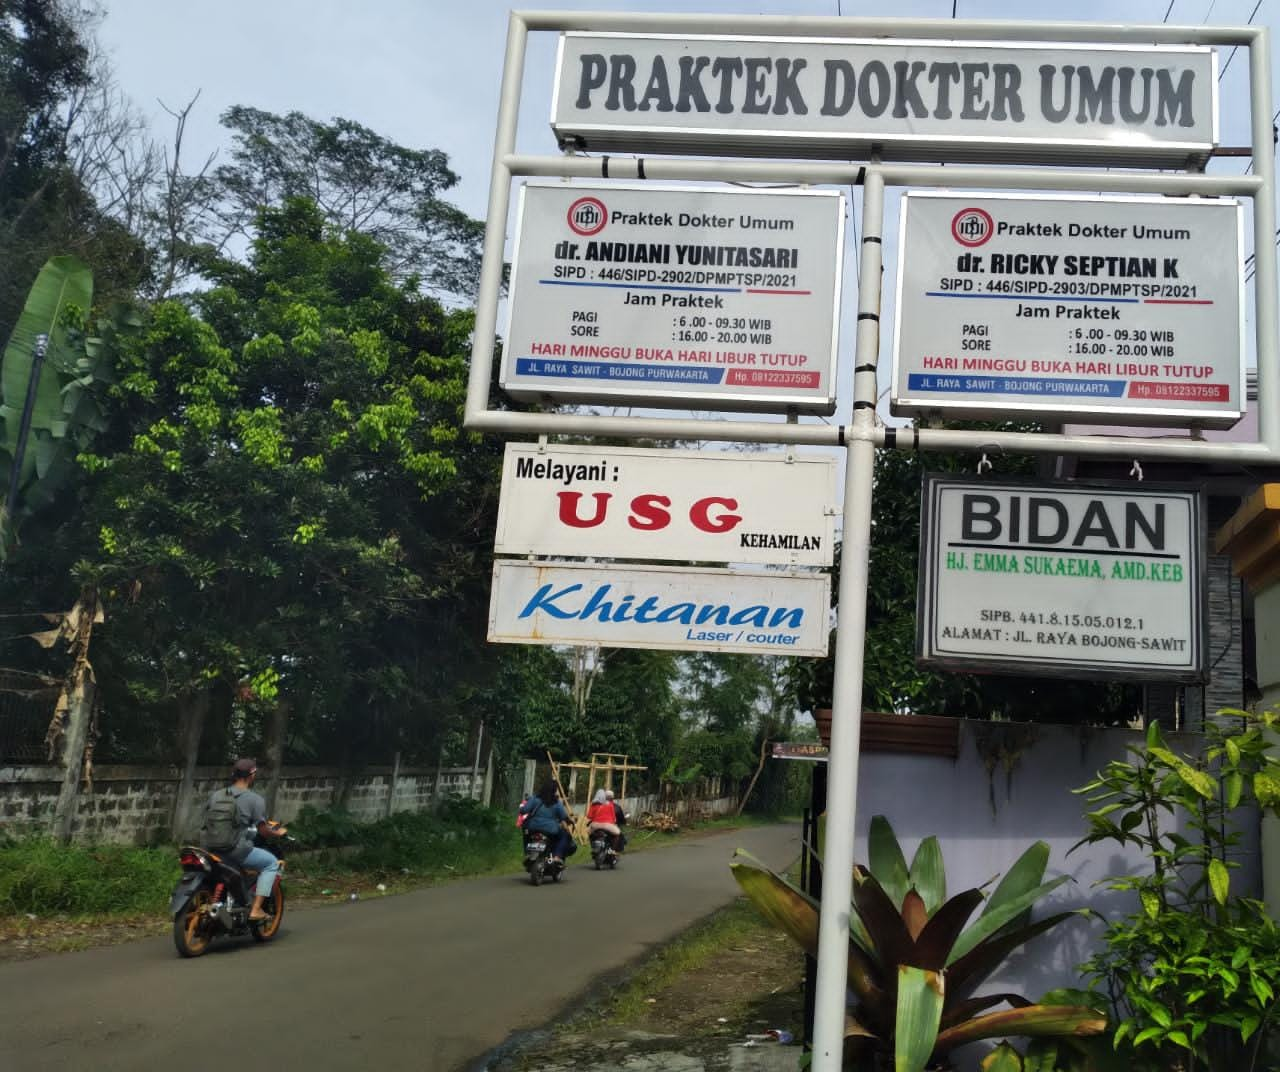 PRAKTEK DOKTER UMUM
Praktek Dokter Umum
dr. ANDIANI YUNITASARI
SIPD : 446/SIPD-2902/DPMPTSP/2021
Jam Praktek
PAGI : 6 .00 - 09.30 WIB
SORE : 16.00 - 20.00 WIB
HARI MINGGU BUKA HARI LIBUR TUTUP
JL. RAYA SAWIT - BOJONG PURWAKARTA Hp. 08122337595
Praktek Dokter Umum
dr. RICKY SEPTIAN K
SIPD : 446/SIPD-2903/DPMPTSP/2021
Jam Praktek
PAGI : 6 .00 - 09.30 WIB
SORE : 16.00 - 20.00 WIB
HARI MINGGU BUKA HARI LIBUR TUTUP
JL. RAYA SAWIT - BOJONG PURWAKARTA Hp. 08122337595
Melayani :
USG
KEHAMILAN
Khitanan
Laser / couter
BIDAN
HJ. EMMA SUKAEMA, AMD.KEB
SIPB. 441.8.15.05.012.1
ALAMAT : JL. RAYA BOJONG-SAWIT